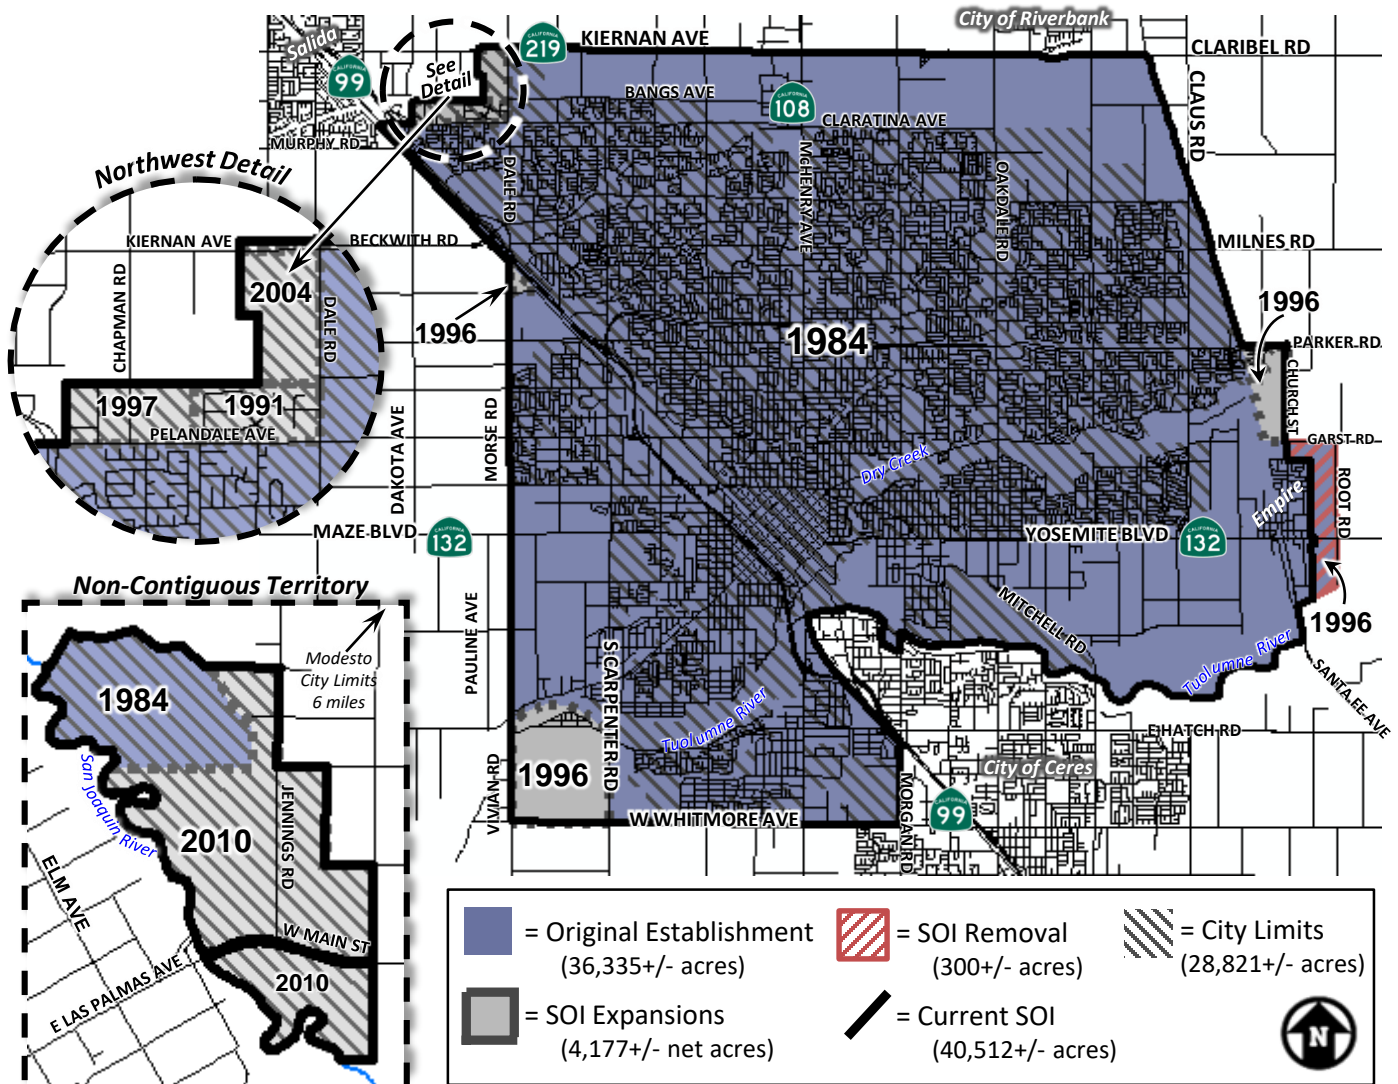 City of Riverbank
Salida
CALIFORNIA
99
See
Detail
CALIFORNIA
219
KIERNAN AVE
CLARIBEL RD
BANGS AVE
CALIFORNIA
108
CLARATINA AVE
CLAUS RD
MURPHY RD
DALE RD
McHENRY AVE
OAKDALE RD
Northwest Detail
KIERNAN AVE
BECKWITH RD
MILNES RD
CHAPMAN RD
2004
DALE RD
1996
1984
1996
PARKER RD
CHURCH ST
1997
1991
PELANDALE AVE
DAKOTA AVE
MORSE RD
GARST RD
Dry Creek
Empire
ROOT RD
MAZE BLVD
CALIFORNIA
132
YOSEMITE BLVD
CALIFORNIA
132
MITCHELL RD
1996
Non-Contiguous Territory
PAULINE AVE
S CARPENTER RD
Tuolumne River
SANTA FE AVE
Modesto
City Limits
6 miles
1984
San Joaquin River
Tuolumne River
E HATCH RD
City of Ceres
1996
VIVIAN RD
MORGAN RD
CALIFORNIA
99
W WHITMORE AVE
2010
JENNINGS RD
ELM AVE
W MAIN ST
E LAS PALMAS AVE
2010
= Original Establishment
(36,335+/- acres)
= SOI Removal
(300+/- acres)
= City Limits
(28,821+/- acres)
= SOI Expansions
(4,177+/- net acres)
= Current SOI
(40,512+/- acres)
N